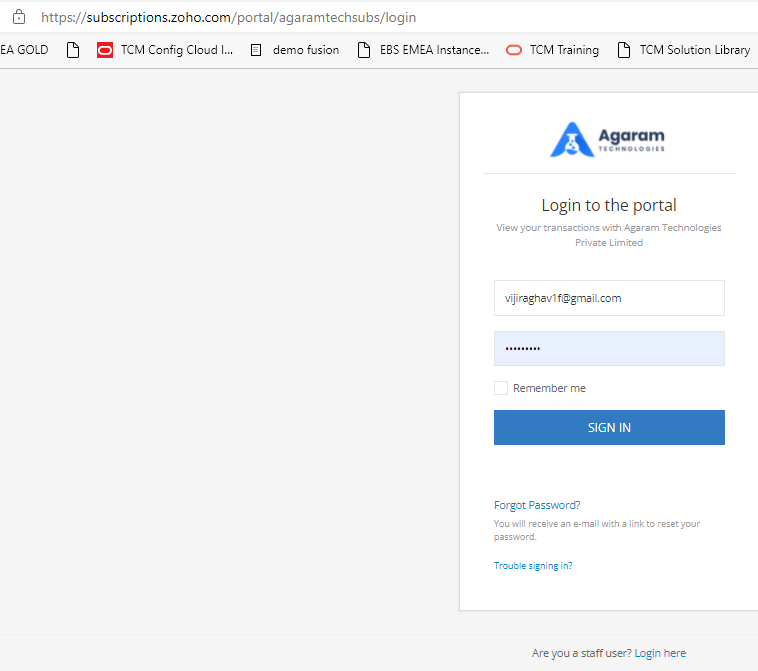 https://subscriptions.zoho.com/portal/agaramtechsubs/login
EA GOLD TCM Config Cloud I... demo fusion EBS EMEA Instance... TCM Training TCM Solution Library
Agaram
TECHNOLOGIES
Login to the portal
View your transactions with Agaram Technologies
Private Limited
vijiraghav1f@gmail.com
•••••••••
Remember me
SIGN IN
Forgot Password?
You will receive an e-mail with a link to reset your
password.
Trouble signing in?
Are you a staff user? Login here